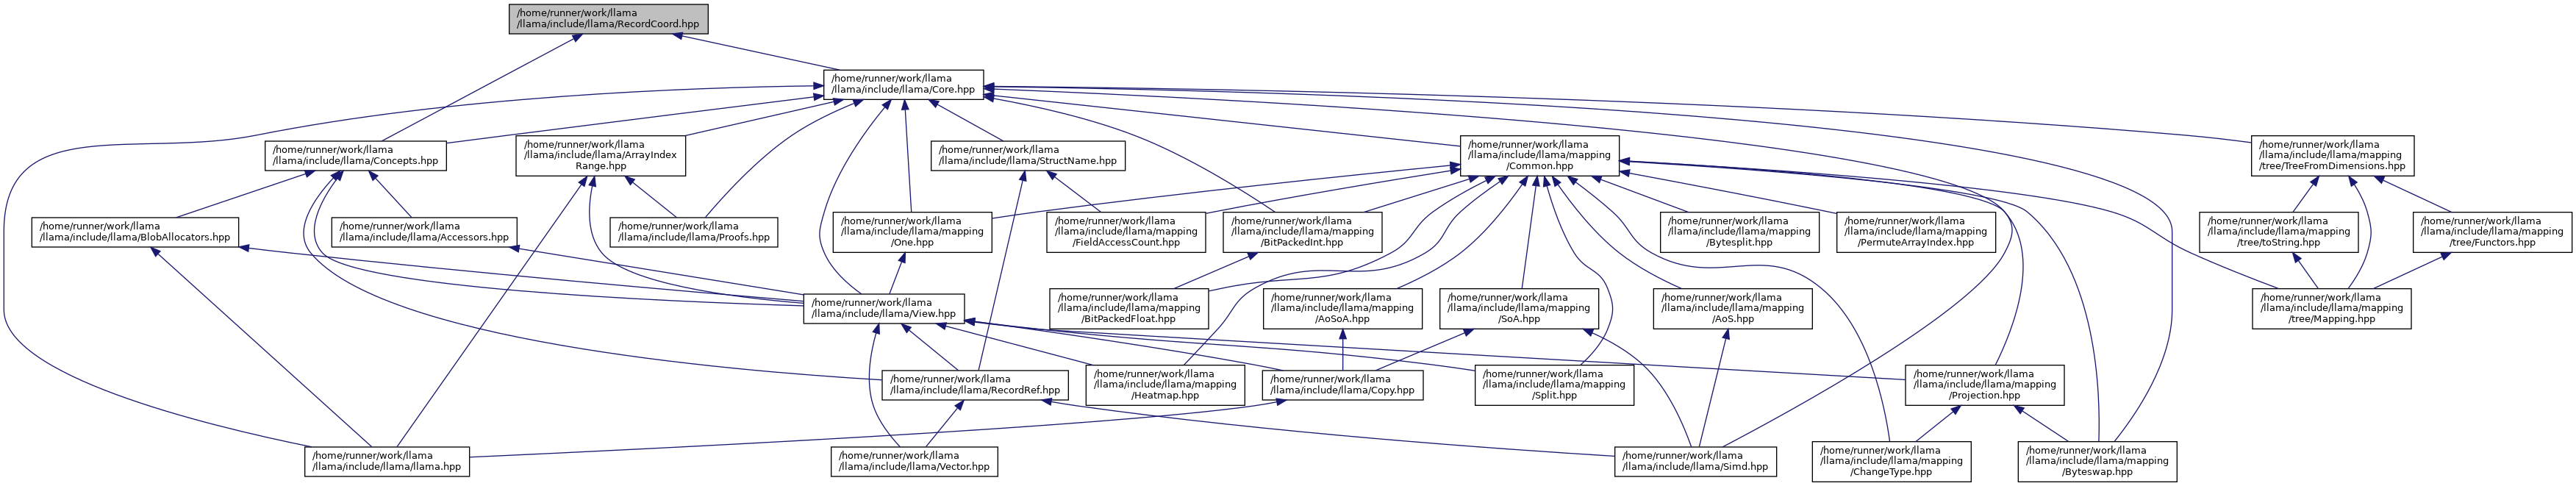 /home/runner/work/llama
/llama/include/llama/RecordCoord.hpp
/home/runner/work/llama
/llama/include/llama/Core.hpp
/home/runner/work/llama
/llama/include/llama/Concepts.hpp
/home/runner/work/llama
/llama/include/llama/ArrayIndex
Range.hpp
/home/runner/work/llama
/llama/include/llama/StructName.hpp
/home/runner/work/llama
/llama/include/llama/mapping
/Common.hpp
/home/runner/work/llama
/llama/include/llama/mapping
/tree/TreeFromDimensions.hpp
/home/runner/work/llama
/llama/include/llama/BlobAllocators.hpp
/home/runner/work/llama
/llama/include/llama/Accessors.hpp
/home/runner/work/llama
/llama/include/llama/Proofs.hpp
/home/runner/work/llama
/llama/include/llama/mapping
/One.hpp
/home/runner/work/llama
/llama/include/llama/mapping
/FieldAccessCount.hpp
/home/runner/work/llama
/llama/include/llama/mapping
/BitPackedInt.hpp
/home/runner/work/llama
/llama/include/llama/mapping
/Bytesplit.hpp
/home/runner/work/llama
/llama/include/llama/mapping
/PermuteArrayIndex.hpp
/home/runner/work/llama
/llama/include/llama/mapping
/tree/toString.hpp
/home/runner/work/llama
/llama/include/llama/mapping
/tree/Functors.hpp
/home/runner/work/llama
/llama/include/llama/View.hpp
/home/runner/work/llama
/llama/include/llama/mapping
/BitPackedFloat.hpp
/home/runner/work/llama
/llama/include/llama/mapping
/AoSoA.hpp
/home/runner/work/llama
/llama/include/llama/mapping
/SoA.hpp
/home/runner/work/llama
/llama/include/llama/mapping
/AoS.hpp
/home/runner/work/llama
/llama/include/llama/mapping
/tree/Mapping.hpp
/home/runner/work/llama
/llama/include/llama/RecordRef.hpp
/home/runner/work/llama
/llama/include/llama/mapping
/Heatmap.hpp
/home/runner/work/llama
/llama/include/llama/Copy.hpp
/home/runner/work/llama
/llama/include/llama/mapping
/Split.hpp
/home/runner/work/llama
/llama/include/llama/mapping
/Projection.hpp
/home/runner/work/llama
/llama/include/llama/llama.hpp
/home/runner/work/llama
/llama/include/llama/Vector.hpp
/home/runner/work/llama
/llama/include/llama/Simd.hpp
/home/runner/work/llama
/llama/include/llama/mapping
/ChangeType.hpp
/home/runner/work/llama
/llama/include/llama/mapping
/Byteswap.hpp